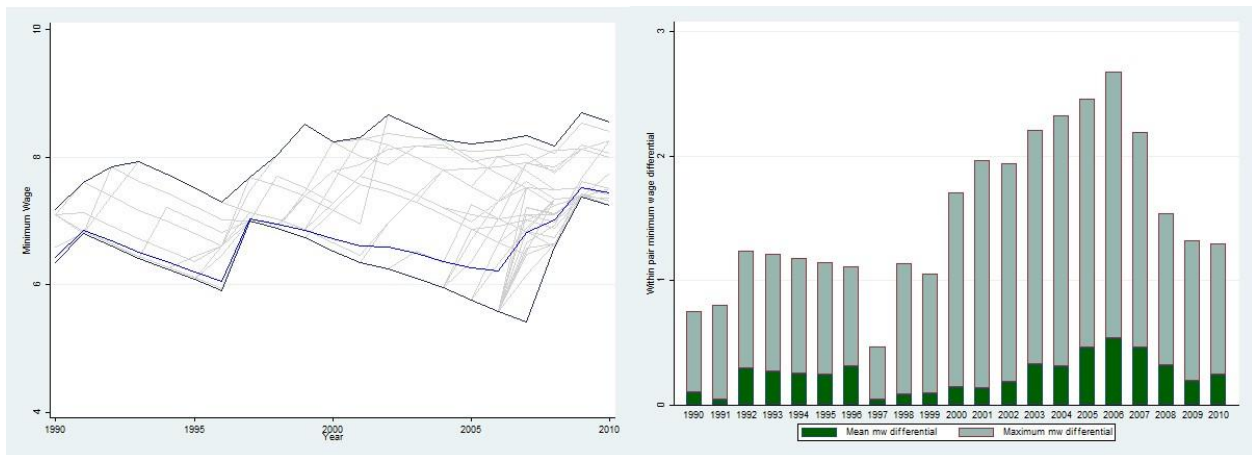 10
8
6
4
Minimum Wage
1990
1995
2000
2005
2010
Year
3
2
1
0
Within pair minimum wage differential
1990 1991 1992 1993 1994 1995 1996 1997 1998 1999 2000 2001 2002 2003 2004 2005 2006 2007 2008 2009 2010
Mean mw differential
Maximum mw differential